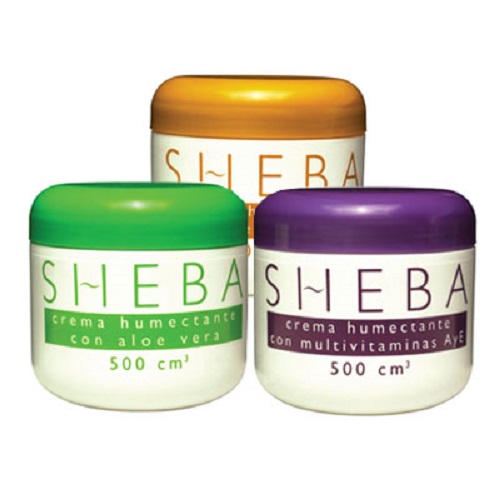 SHEBA
SHEBA
crema humectante
con aloe vera
500 cm³
SHEBA
crema humectante
con multivitaminas AyE
500 cm³